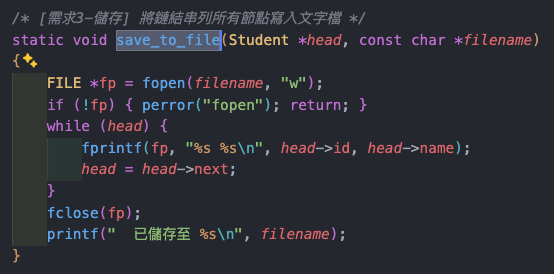 /* [需求3-儲存] 將鏈結串列所有節點寫入文字檔 */
static void save_to_file(Student *head, const char *filename)
{
    FILE *fp = fopen(filename, "w");
    if (!fp) { perror("fopen"); return; }
    while (head) {
        fprintf(fp, "%s %s\n", head->id, head->name);
        head = head->next;
    }
    fclose(fp);
    printf("  已儲存至 %s\n", filename);
}